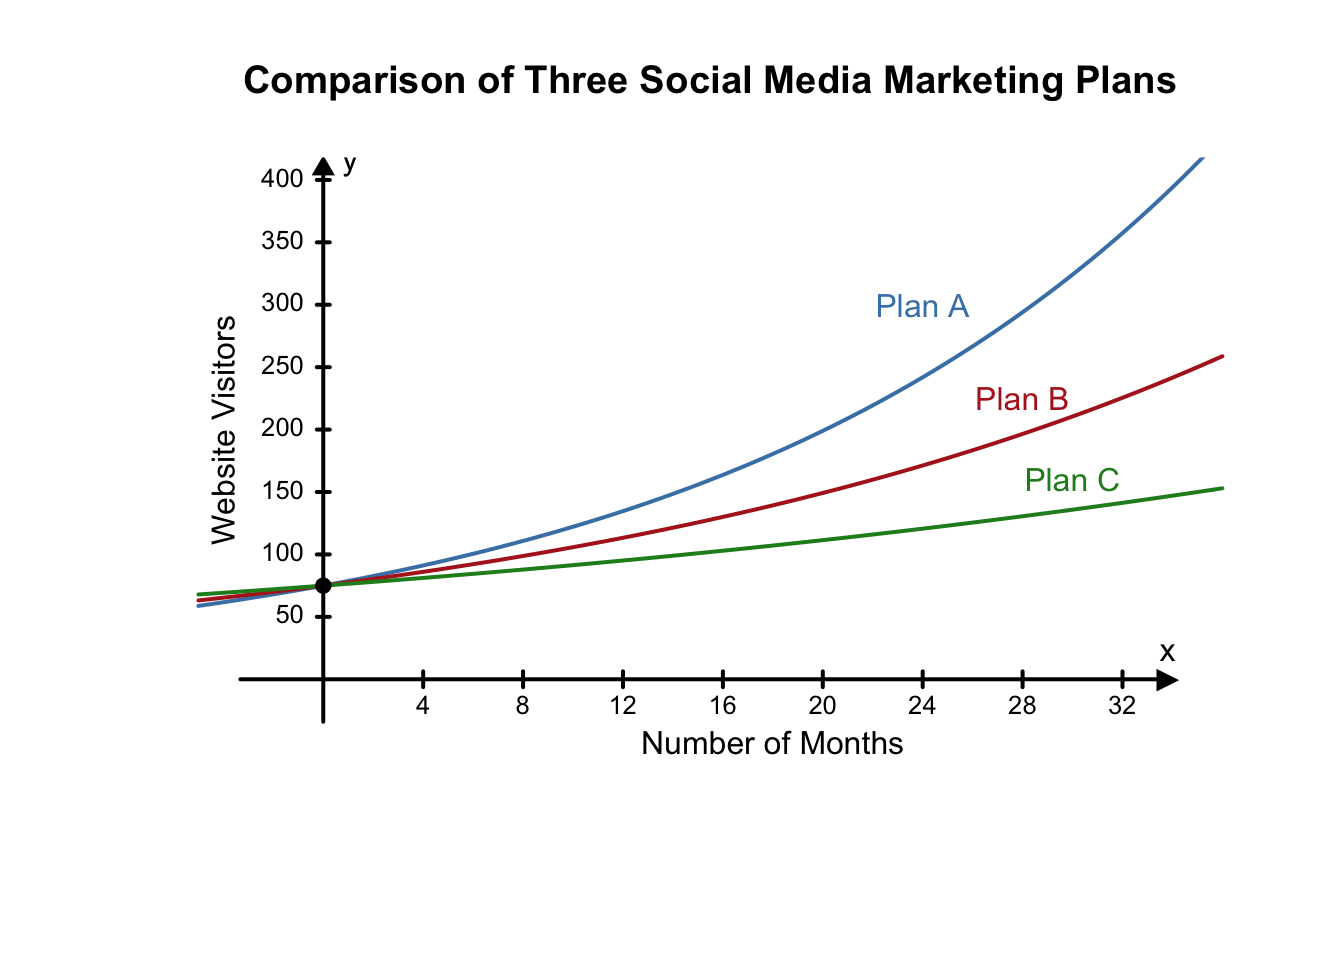 Comparison of Three Social Media Marketing Plans
y
400
350
300
250
200
150
100
50
Website Visitors
Plan A
Plan B
Plan C
x
4 8 12 16 20 24 28 32
Number of Months